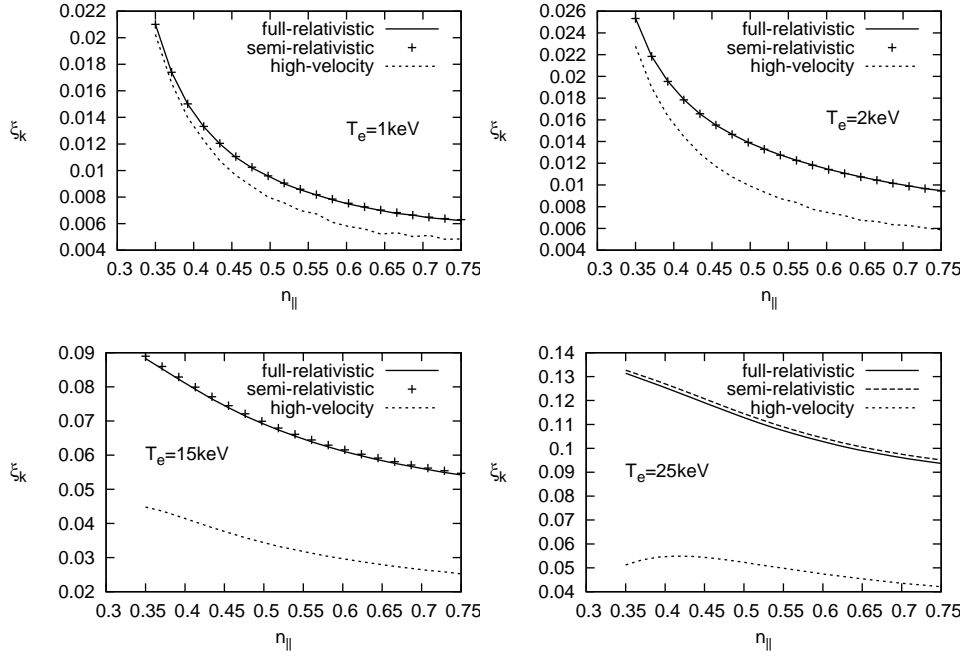 0.022
0.02
0.018
0.016
0.014
0.012
0.01
0.008
0.006
0.004
ξk
full-relativistic
semi-relativistic
high-velocity
T_e=1keV
0.3 0.35 0.4 0.45 0.5 0.55 0.6 0.65 0.7 0.75
n||
0.026
0.024
0.022
0.02
0.018
0.016
0.014
0.012
0.01
0.008
0.006
0.004
ξk
full-relativistic
semi-relativistic
high-velocity
T_e=2keV
0.3 0.35 0.4 0.45 0.5 0.55 0.6 0.65 0.7 0.75
n||
0.09
0.08
0.07
0.06
0.05
0.04
0.03
0.02
ξk
full-relativistic
semi-relativistic
high-velocity
T_e=15keV
0.3 0.35 0.4 0.45 0.5 0.55 0.6 0.65 0.7 0.75
n||
0.14
0.13
0.12
0.11
0.1
0.09
0.08
0.07
0.06
0.05
0.04
ξk
full-relativistic
semi-relativistic
high-velocity
T_e=25keV
0.3 0.35 0.4 0.45 0.5 0.55 0.6 0.65 0.7 0.75
n||